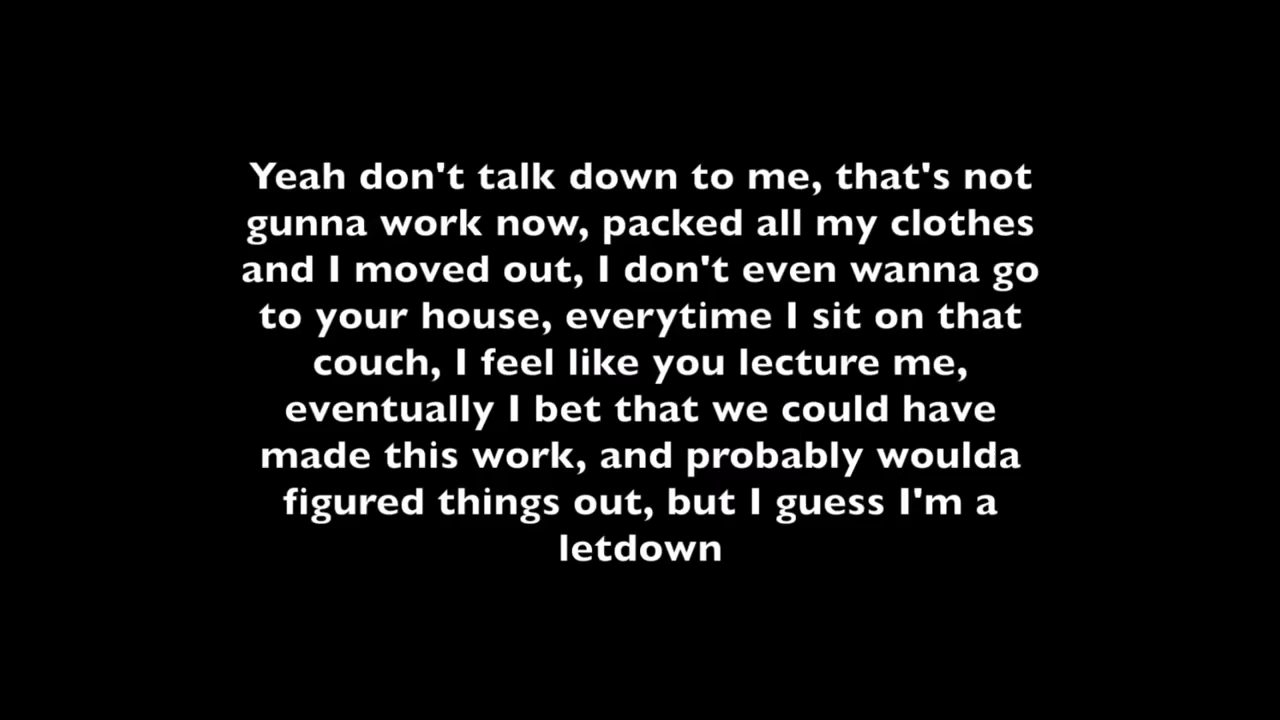 Yeah don't talk down to me, that's not
gunna work now, packed all my clothes
and I moved out, I don't even wanna go
to your house, everytime I sit on that
couch, I feel like you lecture me,
eventually I bet that we could have
made this work, and probably woulda
figured things out, but I guess I'm a
letdown